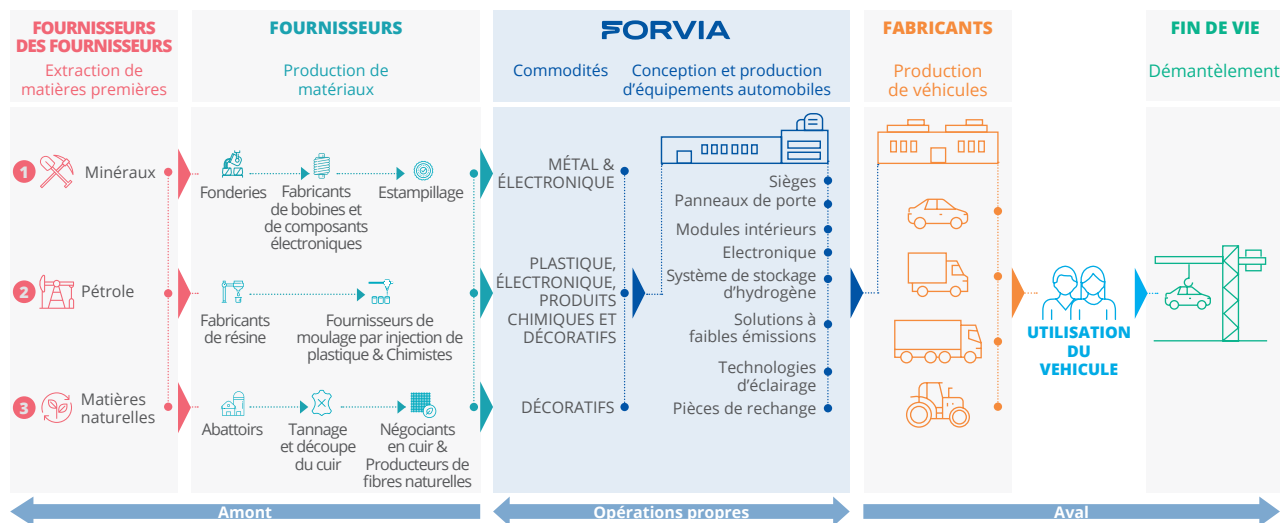 FOURNISSEURS
DES FOURNISSEURS
Extraction de
matières premières
FOURNISSEURS
Production de
matériaux
FORVIA
Commodités
Conception et production
d'équipements automobiles
FABRICANTS
Production
de véhicules
FIN DE VIE
Démantèlement
1
Minéraux
Fonderies
Fabricants
de bobines et
de composants
électroniques
Estampillage
2
Pétrole
Fabricants
de résine
Fournisseurs de
moulage par injection de
plastique & Chimistes
3
Matières
naturelles
Abattoirs
Tannage
et découpe
du cuir
Négociants
en cuir &
Producteurs de
fibres naturelles
MÉTAL &
ÉLECTRONIQUE
PLASTIQUE,
ÉLECTRONIQUE,
PRODUITS
CHIMIQUES ET
DÉCORATIFS
DÉCORATIFS
Sièges
Panneaux de porte
Modules intérieurs
Electronique
Système de stockage
d'hydrogène
Solutions à
faibles émissions
Technologies
d'éclairage
Pièces de rechange
UTILISATION
DU
VEHICULE
Amont
Opérations propres
Aval